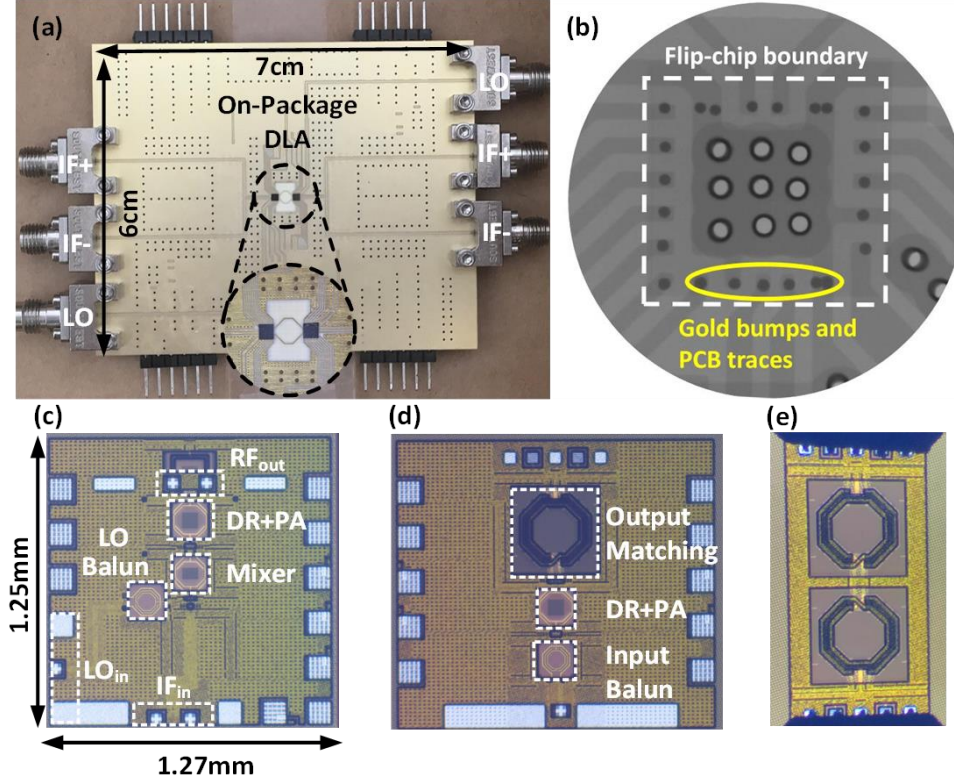 (a)
7cm
6cm
On-Package
DLA
LO
IF+
IF+
IF-
IF-
LO
(b)
Flip-chip boundary
Gold bumps and
PCB traces
(c)
RFout
DR+PA
LO
Balun
Mixer
LOin
IFin
1.25mm
1.27mm
(d)
Output
Matching
DR+PA
Input
Balun
(e)